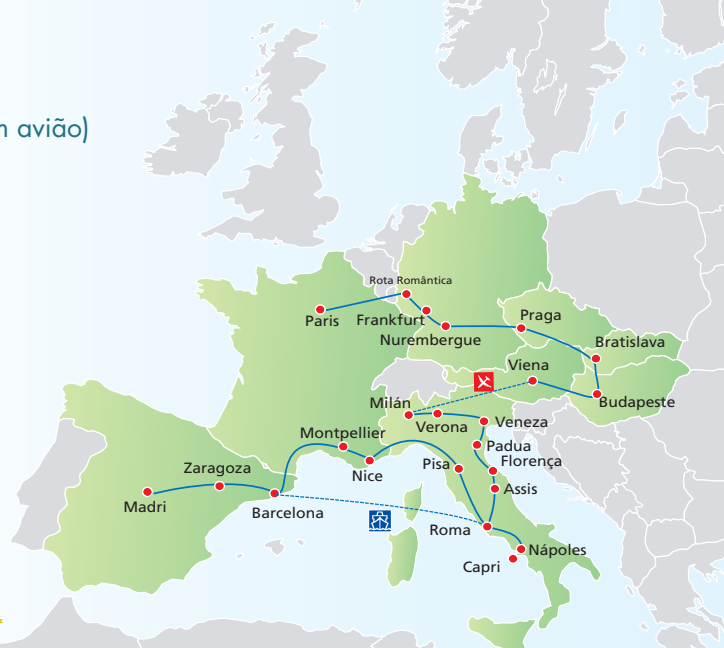 m avião)
Rota Romântica
Paris
Frankfurt
Nurembergue
Praga
Bratislava
Viena
Budapeste
Milán
Verona
Veneza
Padua
Florença
Montpellier
Nice
Pisa
Assis
Zaragoza
Madri
Barcelona
Roma
Nápoles
Capri